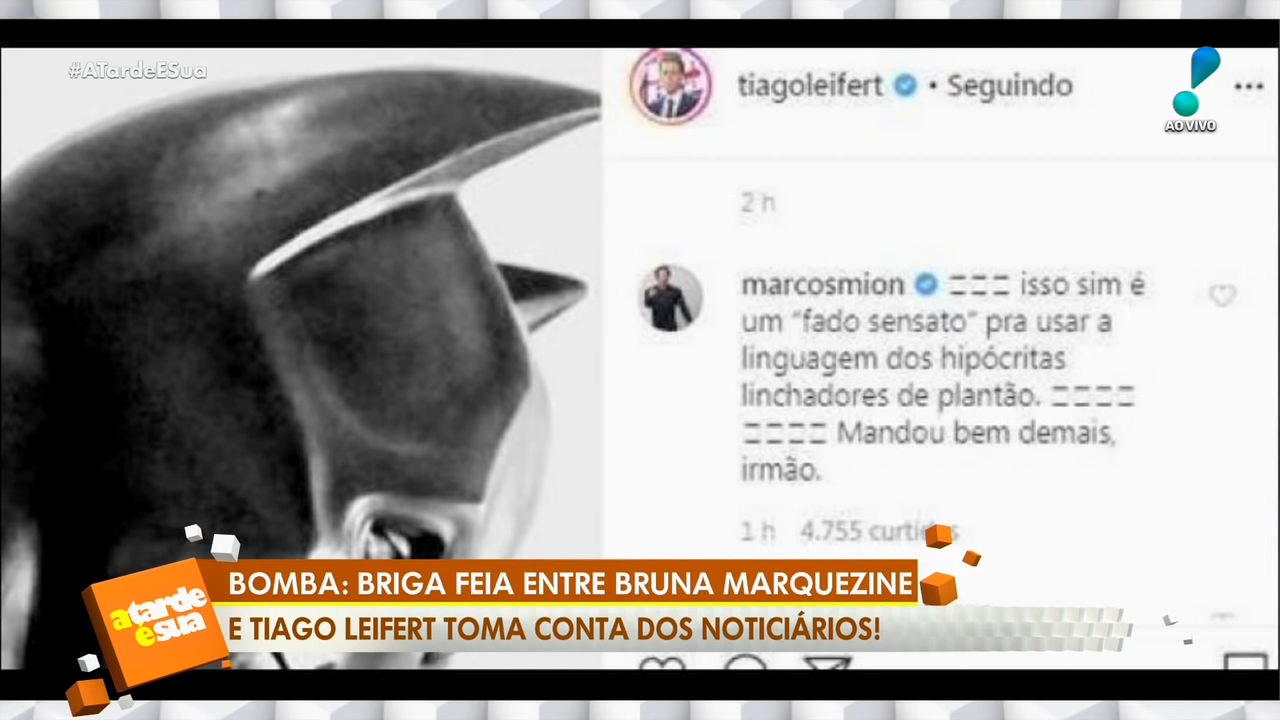 #ATardeESua
tiagoleifert • Seguindo
AO VIVO
2 h
marcosmion isso sim é
um “fado sensato” pra usar a
linguagem dos hipócritas
linchadores de plantão.
Mandou bem demais,
irmão.
1 h 4.755 curtidas
BOMBA: BRIGA FEIA ENTRE BRUNA MARQUEZINE
E TIAGO LEIFERT TOMA CONTA DOS NOTICIÁRIOS!
a tarde
é sua